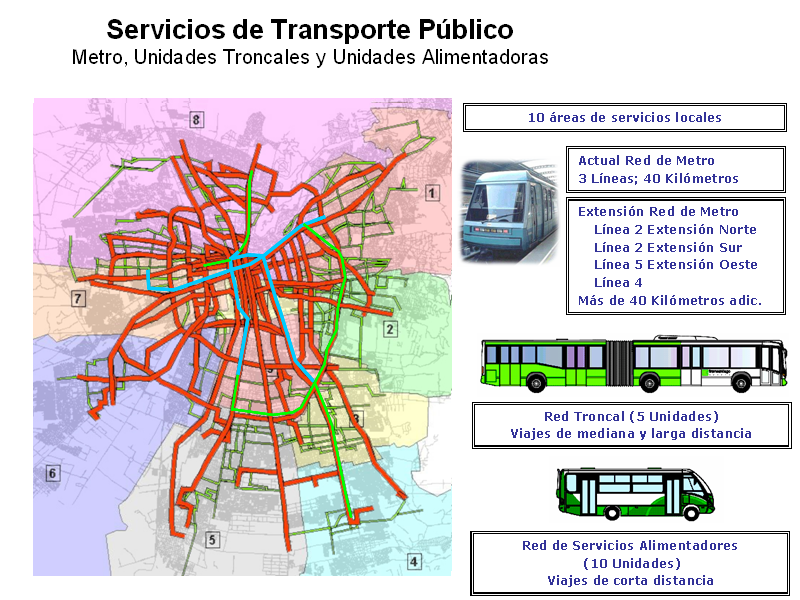 Servicios de Transporte Público
Metro, Unidades Troncales y Unidades Alimentadoras
10 áreas de servicios locales
8
Actual Red de Metro
3 Líneas; 40 Kilómetros
1
Extensión Red de Metro
Línea 2 Extensión Norte
Línea 2 Extensión Sur
Línea 5 Extensión Oeste
Línea 4
Más de 40 Kilómetros adic.
7
2
Red Troncal (5 Unidades)
Viajes de mediana y larga distancia
3
6
5
4
Red de Servicios Alimentadores
(10 Unidades)
Viajes de corta distancia